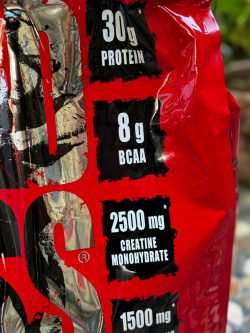 30g
PROTEIN
8g
BCAA
2500 mg*
CREATINE
MONOHYDRATE
®
1500 mg*